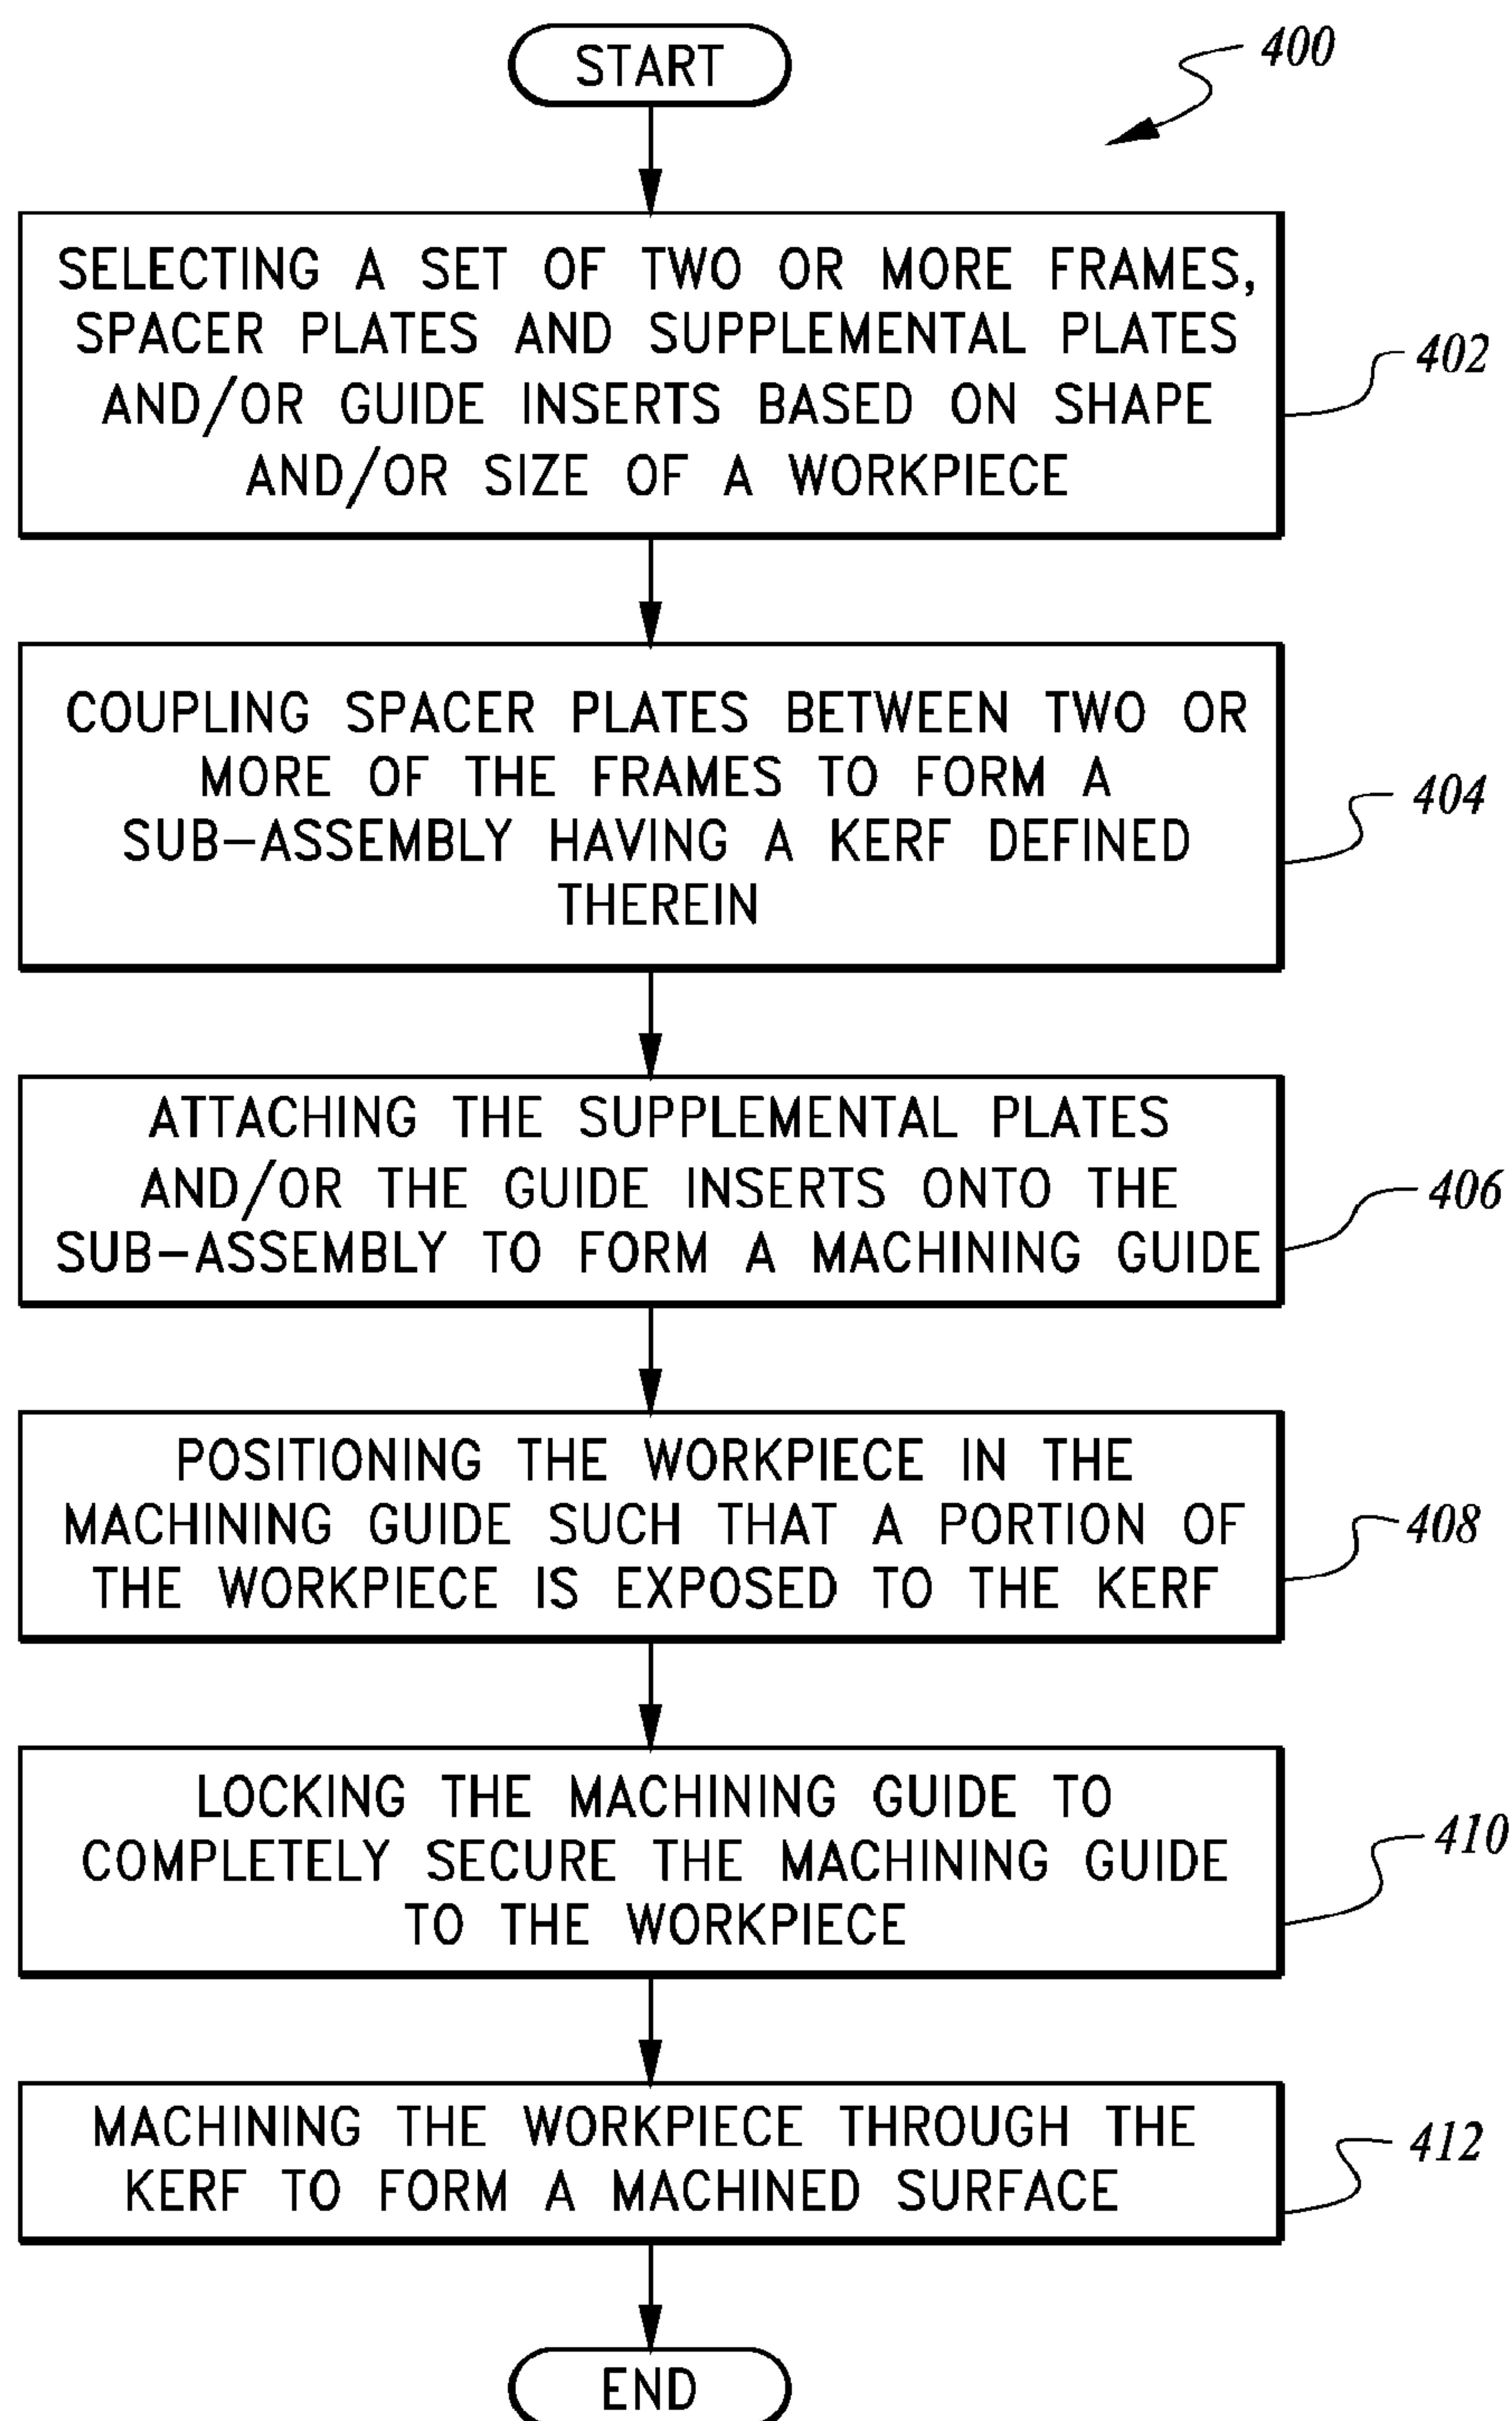 START
400
SELECTING A SET OF TWO OR MORE FRAMES,
SPACER PLATES AND SUPPLEMENTAL PLATES
AND/OR GUIDE INSERTS BASED ON SHAPE
AND/OR SIZE OF A WORKPIECE
402
COUPLING SPACER PLATES BETWEEN TWO OR
MORE OF THE FRAMES TO FORM A
SUB-ASSEMBLY HAVING A KERF DEFINED
THEREIN
404
ATTACHING THE SUPPLEMENTAL PLATES
AND/OR THE GUIDE INSERTS ONTO THE
SUB-ASSEMBLY TO FORM A MACHINING GUIDE
406
POSITIONING THE WORKPIECE IN THE
MACHINING GUIDE SUCH THAT A PORTION OF
THE WORKPIECE IS EXPOSED TO THE KERF
408
LOCKING THE MACHINING GUIDE TO
COMPLETELY SECURE THE MACHINING GUIDE
TO THE WORKPIECE
410
MACHINING THE WORKPIECE THROUGH THE
KERF TO FORM A MACHINED SURFACE
412
END